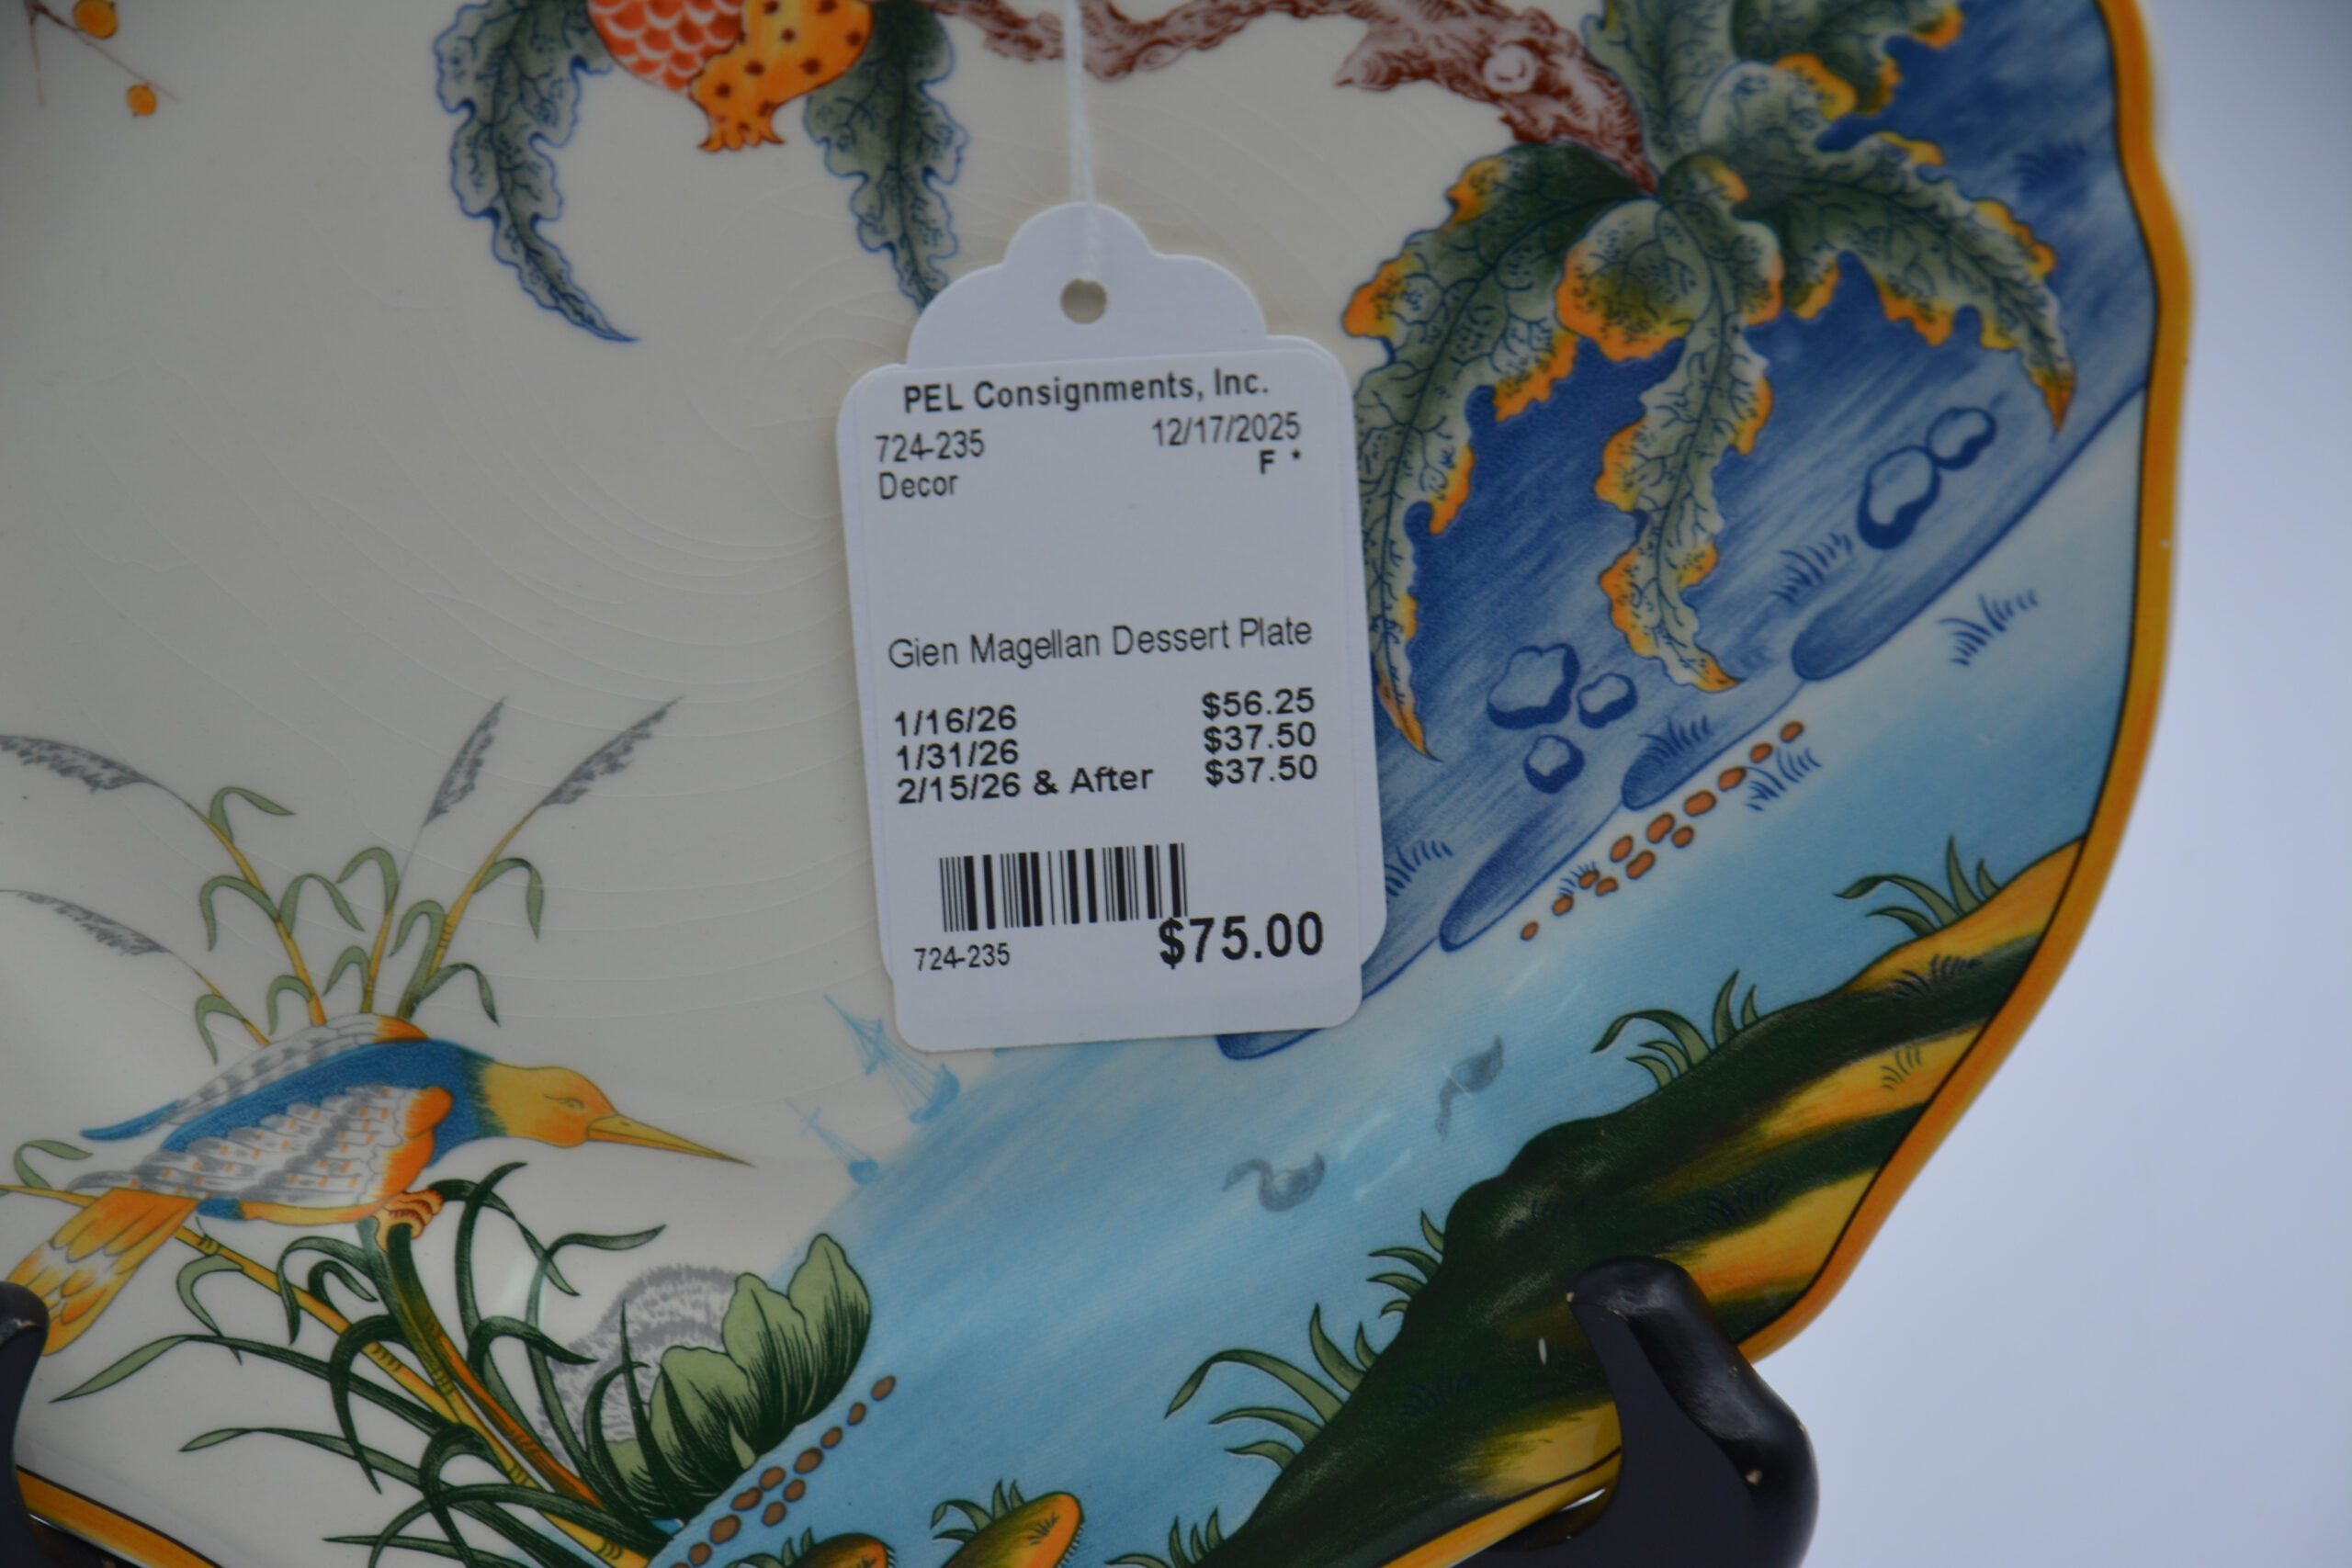 PEL Consignments, Inc.
724-235 12/17/2025
Decor F *
Gien Magellan Dessert Plate
1/16/26 $56.25
1/31/26 $37.50
2/15/26 & After $37.50
724-235 $75.00